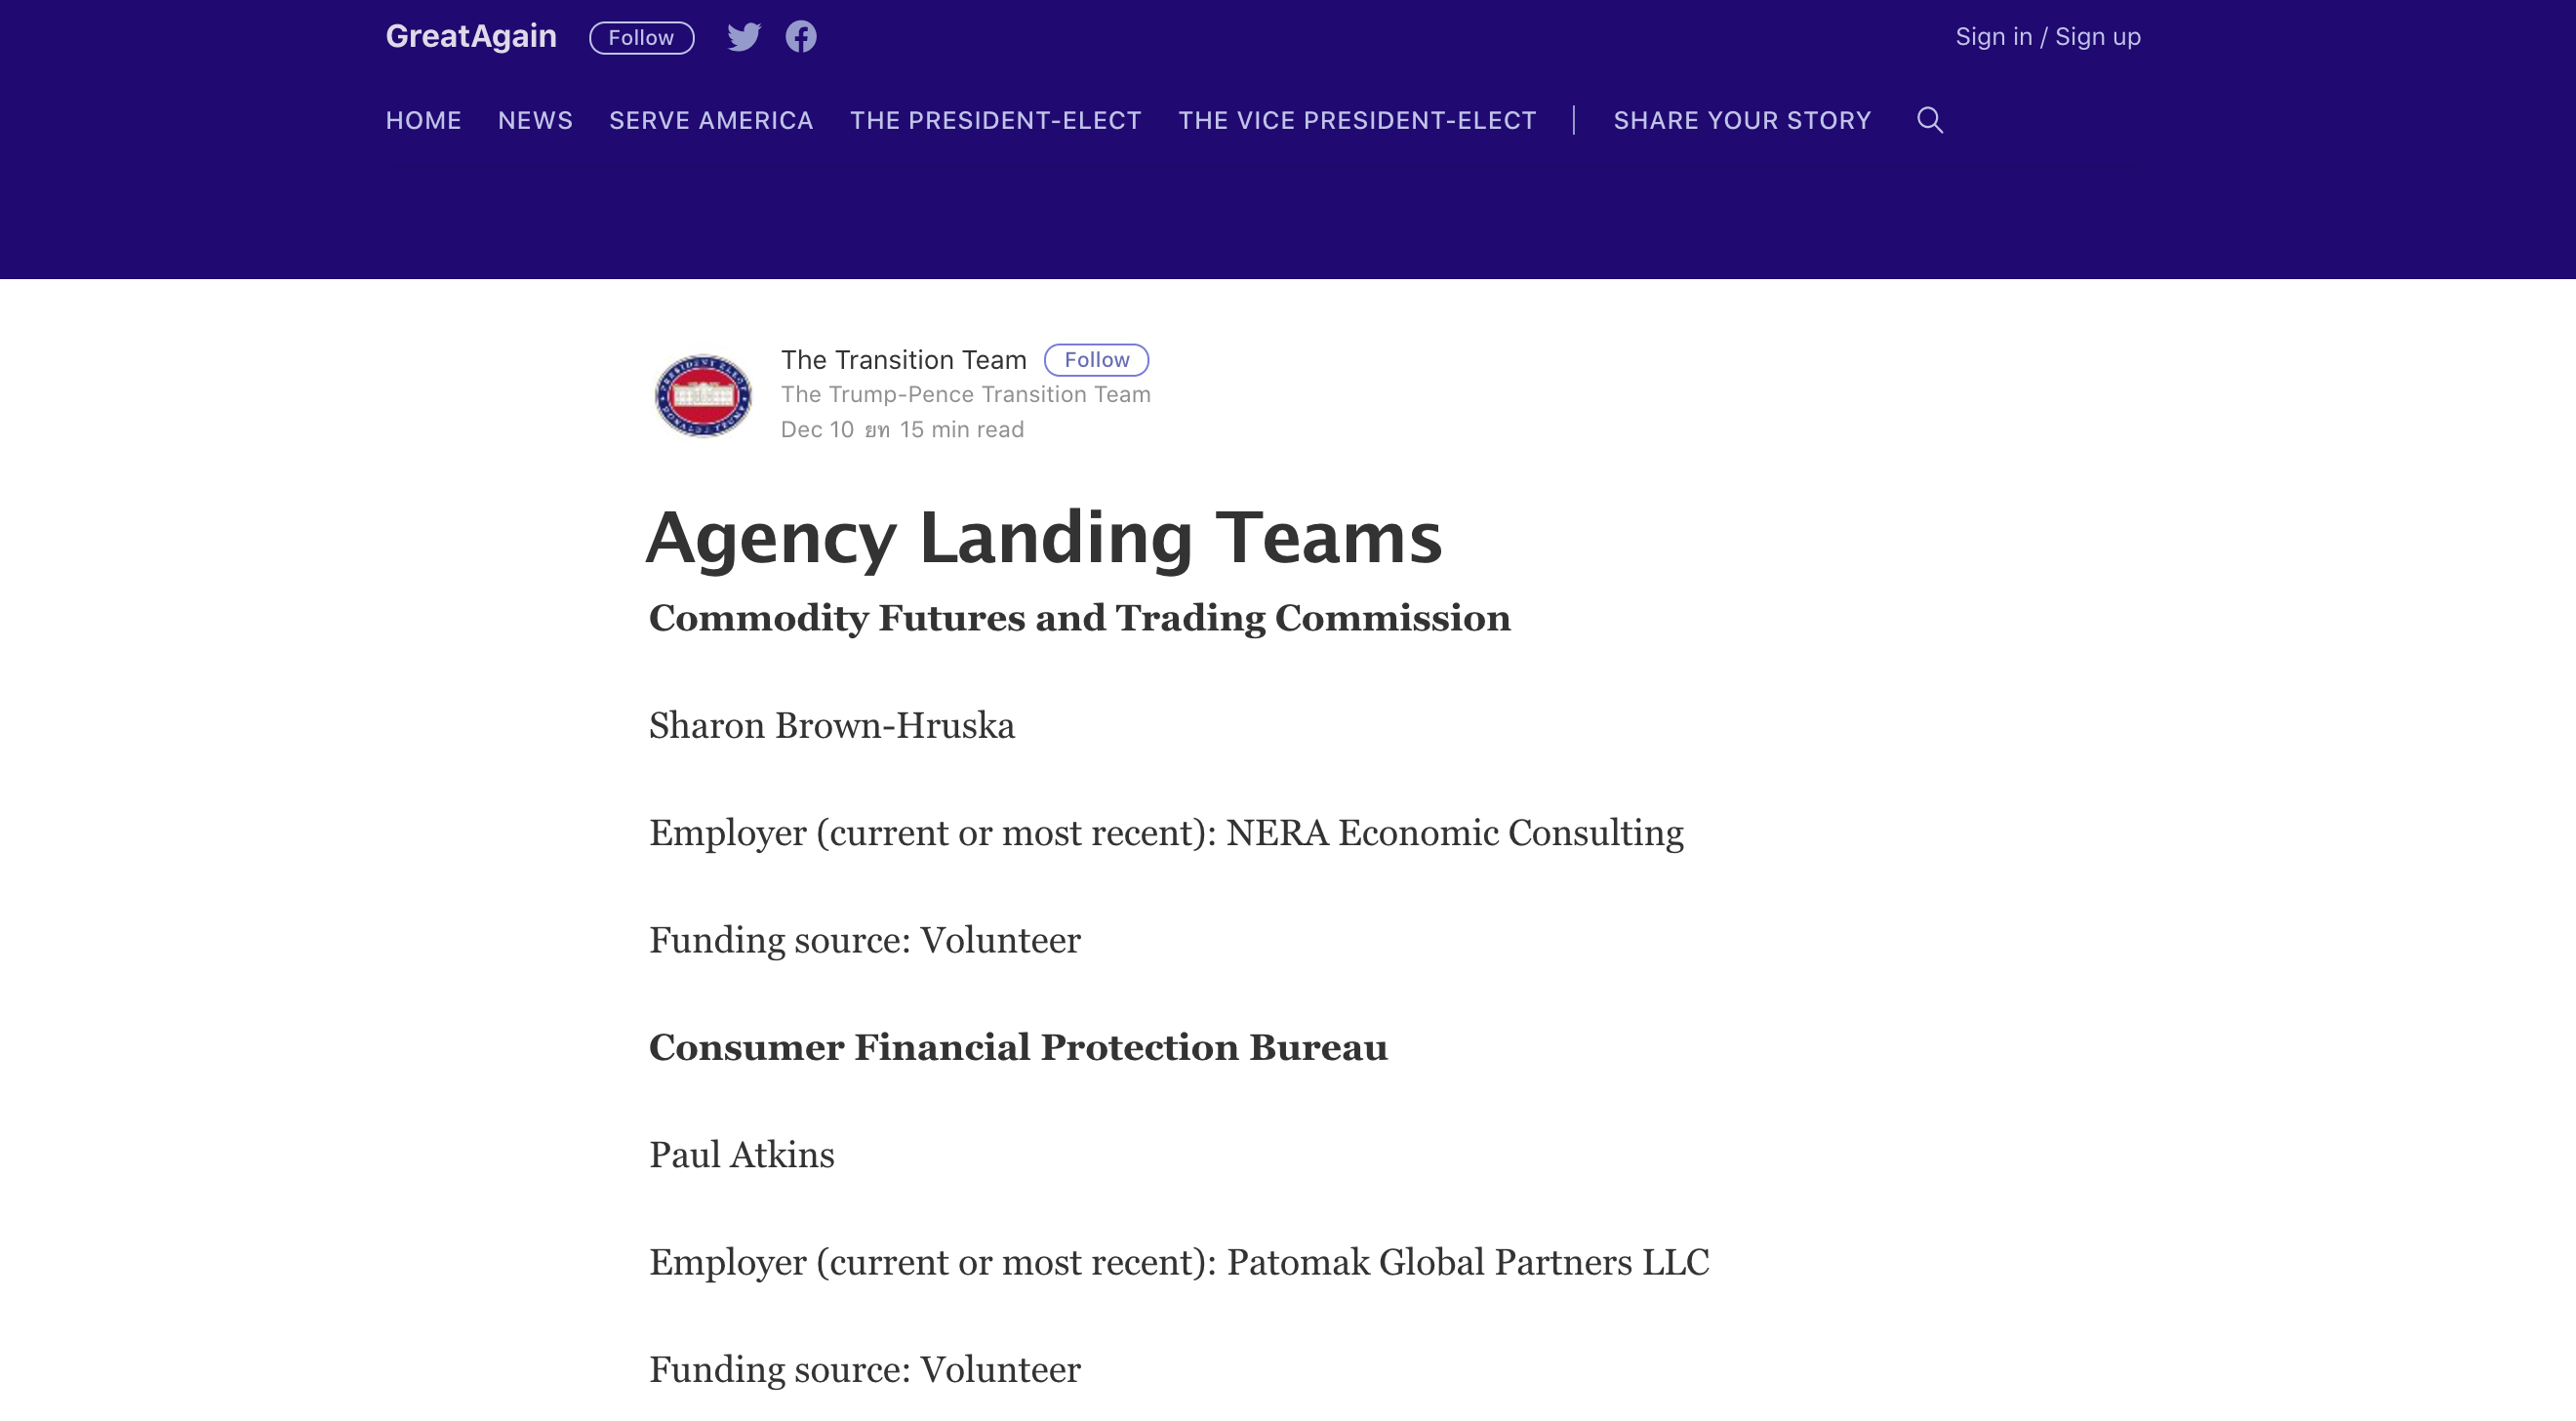 GreatAgain Follow Sign in / Sign up
HOME NEWS SERVE AMERICA THE PRESIDENT-ELECT THE VICE PRESIDENT-ELECT SHARE YOUR STORY
PRESIDENT ELECT
DONALD J. TRUMP
The Transition Team Follow
The Trump-Pence Transition Team
Dec 10 ยท 15 min read
Agency Landing Teams
Commodity Futures and Trading Commission
Sharon Brown-Hruska
Employer (current or most recent): NERA Economic Consulting
Funding source: Volunteer
Consumer Financial Protection Bureau
Paul Atkins
Employer (current or most recent): Patomak Global Partners LLC
Funding source: Volunteer